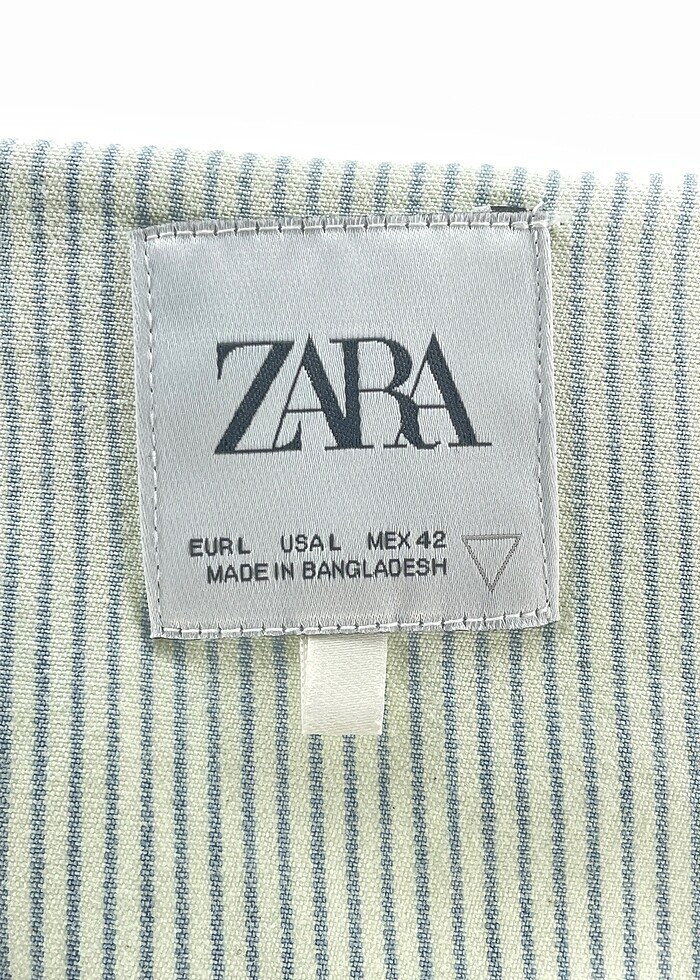 ZARA
EUR L USA L MEX 42
MADE IN BANGLADESH